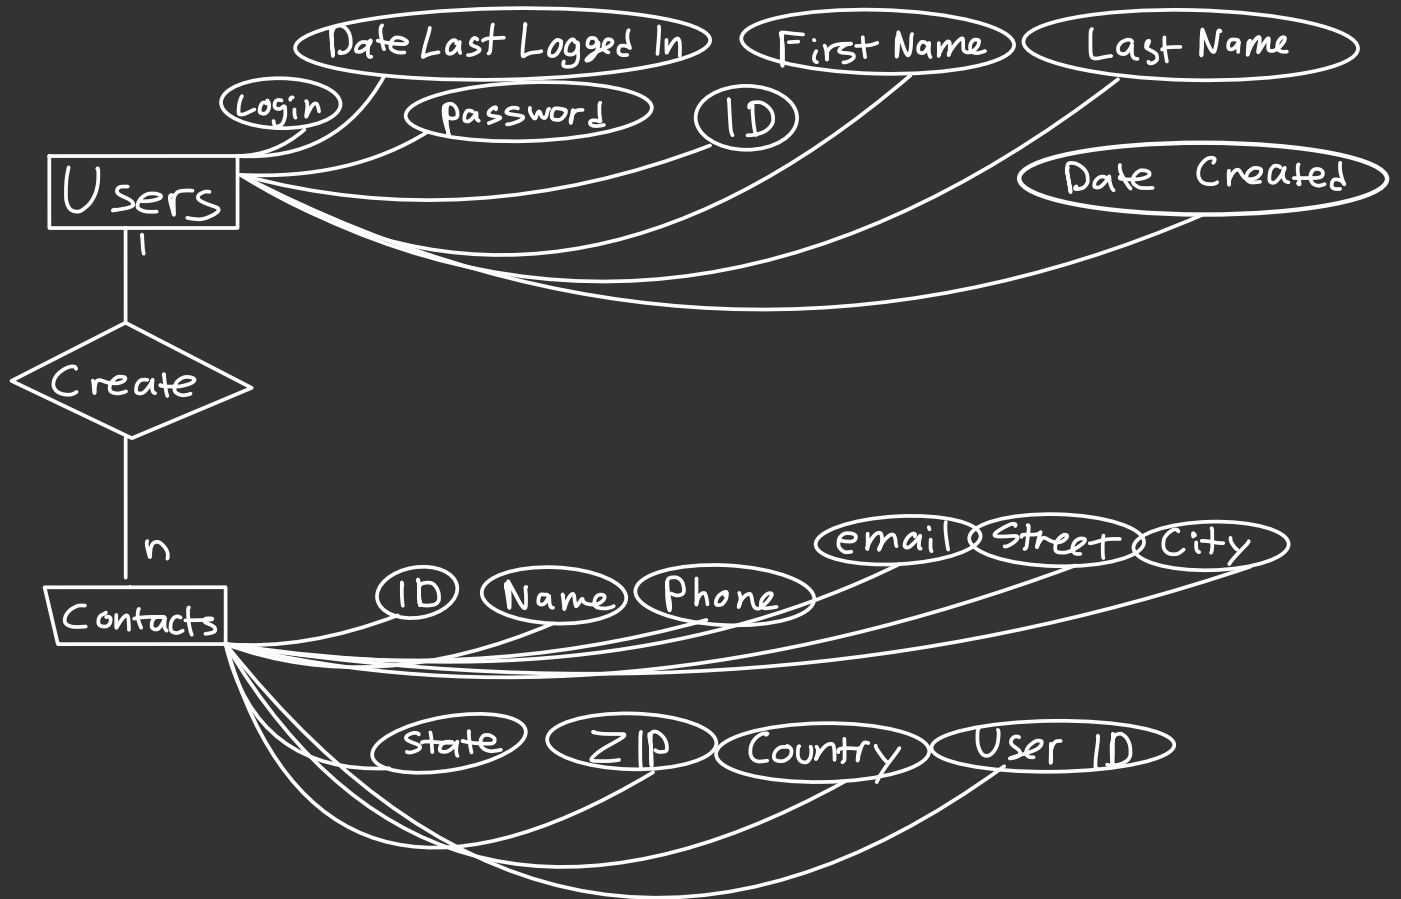 Date Last Logged In
First Name
Last Name
Login
password
ID
Date Created
Users
1
Create
n
email
Street
City
ID
Name
Phone
Contacts
state
ZIP
Country
User ID